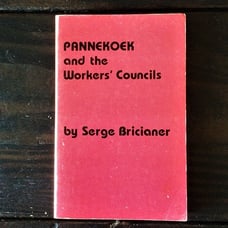 PANNEKOEK
and the
Workers' Councils
by Serge Bricianer